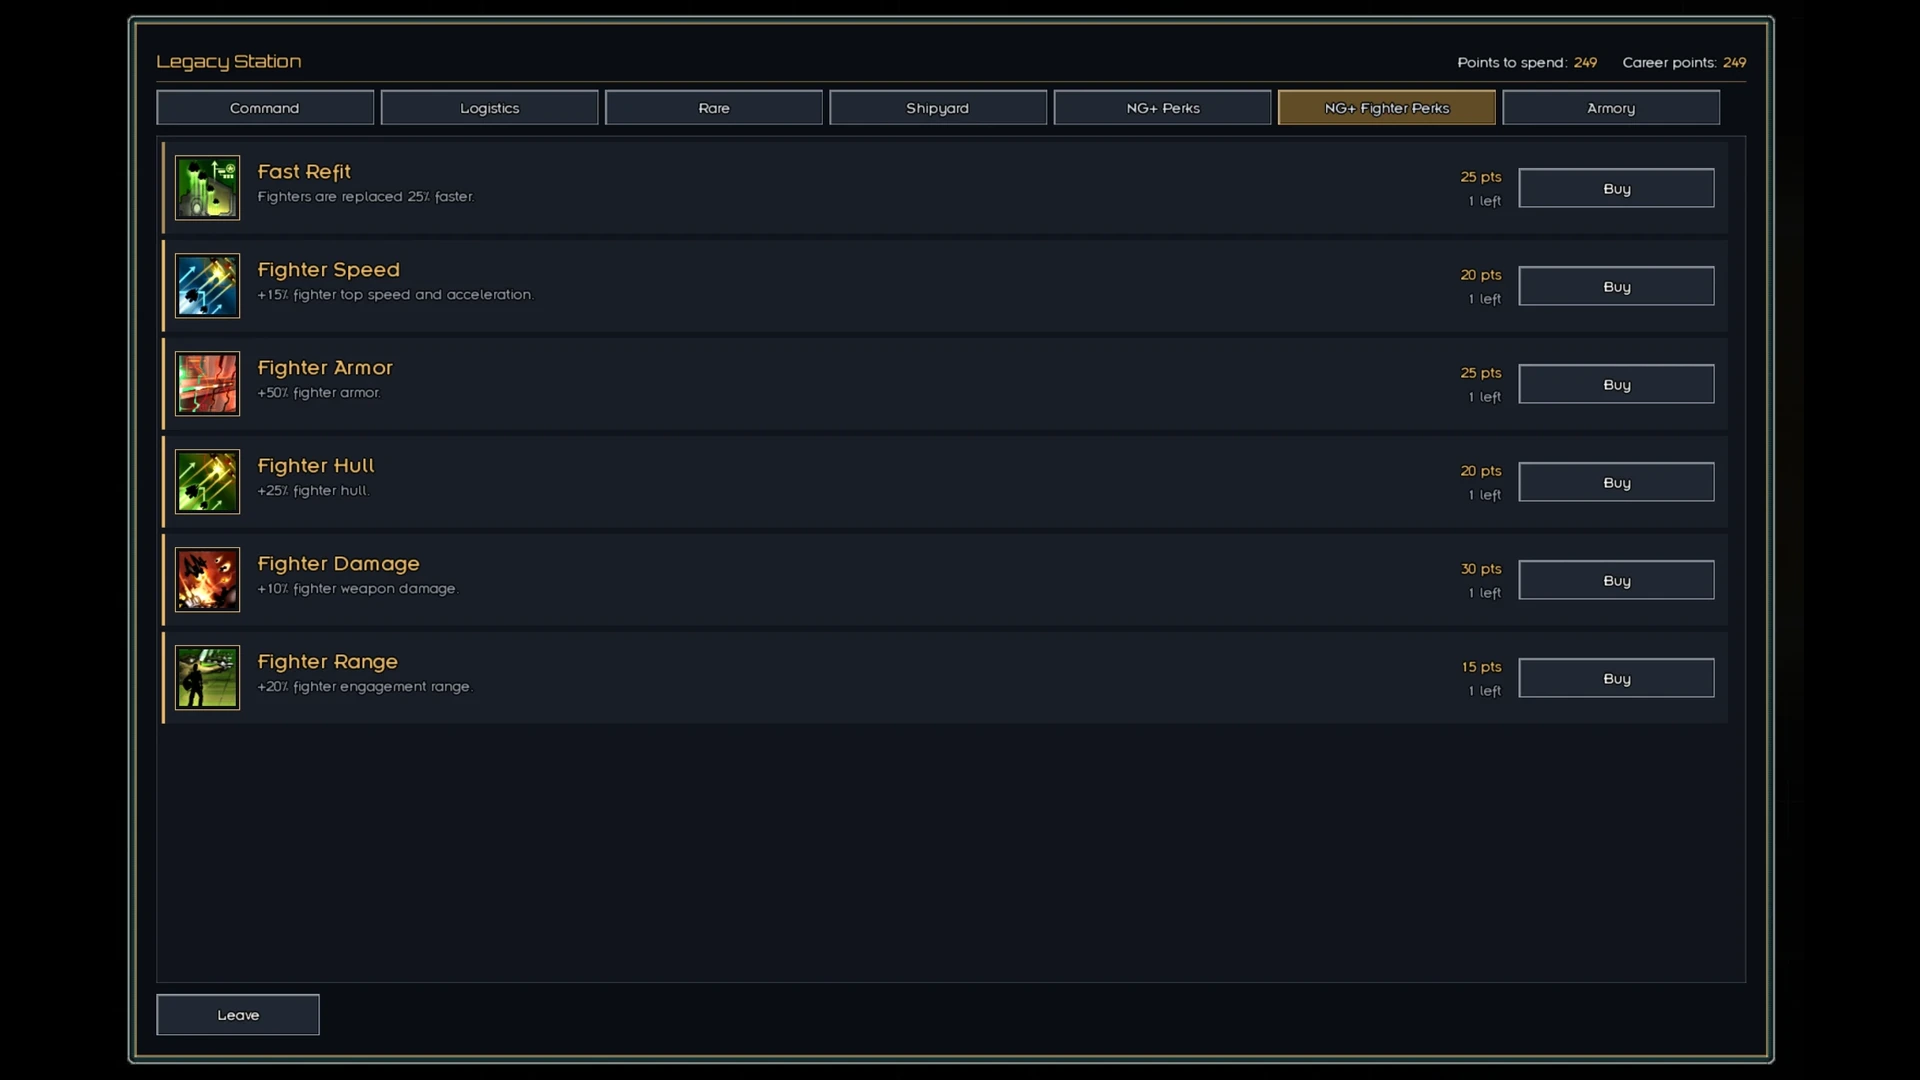 Legacy Station
Points to spend: 249 Career points: 249
Command Logistics Rare Shipyard NG+ Perks NG+ Fighter Perks Armory
Fast Refit
Fighters are replaced 25% faster.
25 pts
1 left
Buy
Fighter Speed
+15% fighter top speed and acceleration.
20 pts
1 left
Buy
Fighter Armor
+50% fighter armor.
25 pts
1 left
Buy
Fighter Hull
+25% fighter hull.
20 pts
1 left
Buy
Fighter Damage
+10% fighter weapon damage.
30 pts
1 left
Buy
Fighter Range
+20% fighter engagement range.
15 pts
1 left
Buy
Leave